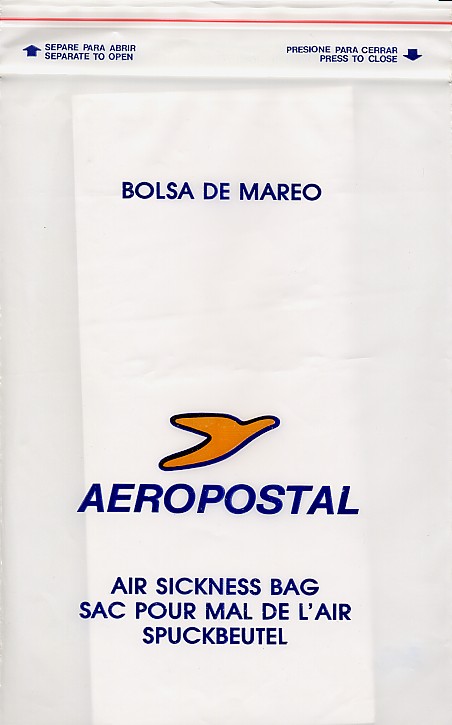 SEPARE PARA ABRIR
SEPARATE TO OPEN
PRESIONE PARA CERRAR
PRESS TO CLOSE
BOLSA DE MAREO
AEROPOSTAL
AIR SICKNESS BAG
SAC POUR MAL DE L'AIR
SPUCKBEUTEL